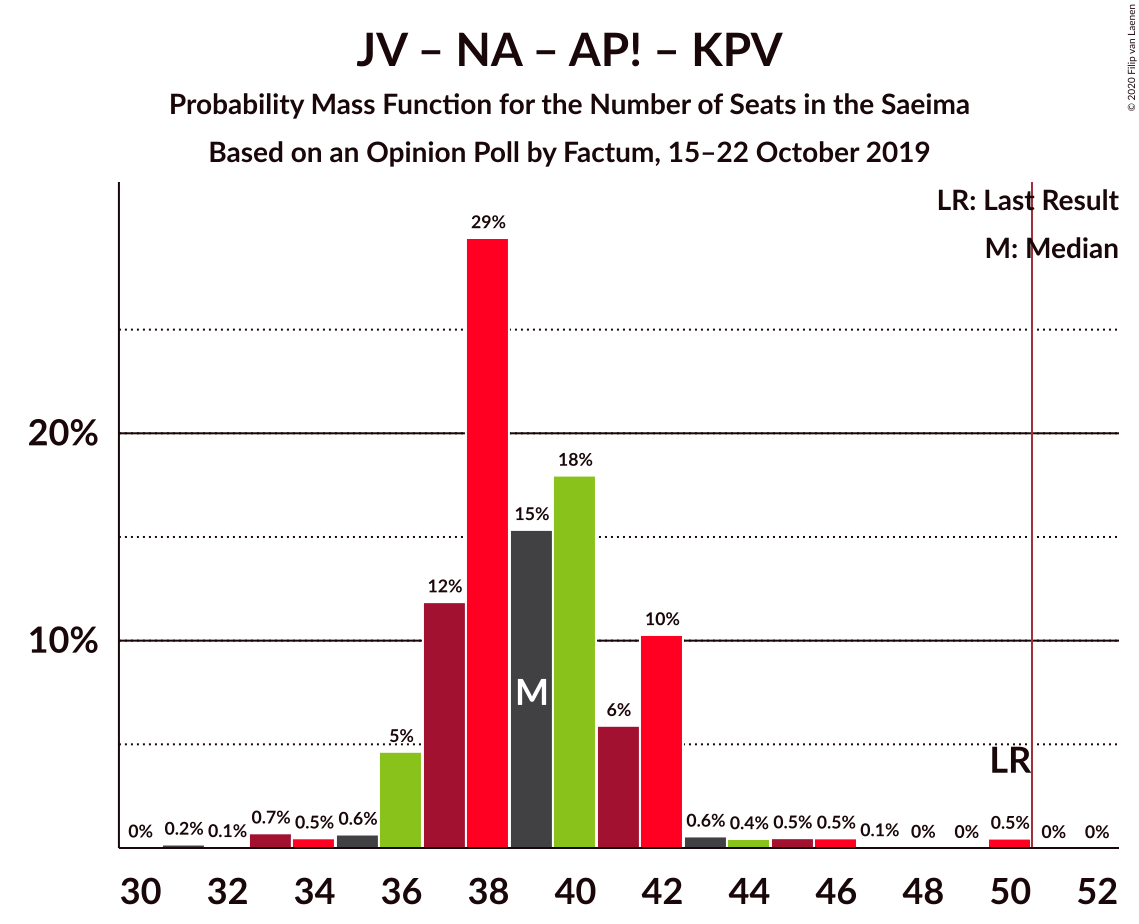 JV – NA – AP! – KPV
Probability Mass Function for the Number of Seats in the Saeima
Based on an Opinion Poll by Factum, 15–22 October 2019
© 2020 Filip van Laenen
LR: Last Result
M: Median
29%
20%
18%
15%
12%
10%
10%
M
6%
5%
LR
0%
0.2%
0.1%
0.7%
0.5%
0.6%
0.6%
0.4%
0.5%
0.5%
0.1%
0%
0%
0.5%
0%
0%
30 32 34 36 38 40 42 44 46 48 50 52